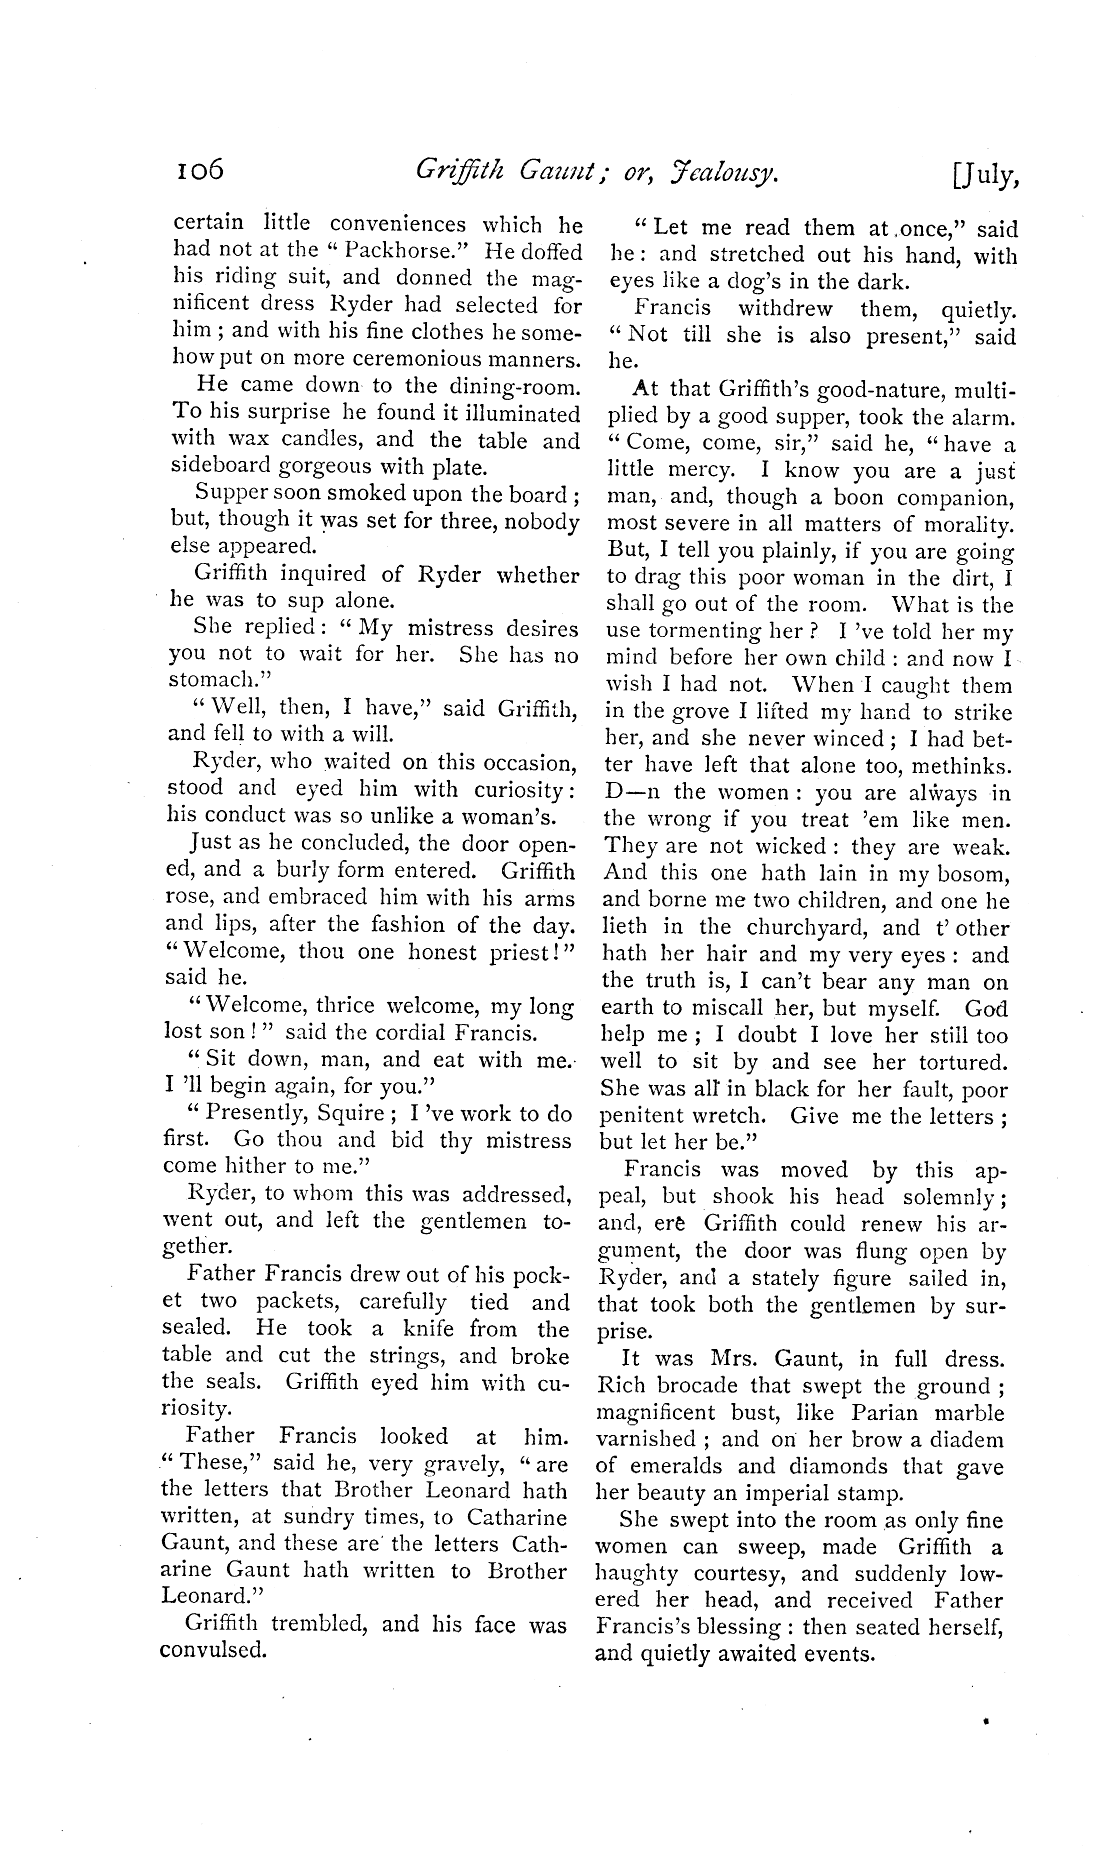 106 Griffith Gaunt; or, Jealousy. [July,
certain little conveniences which he
had not at the “Packhorse.” He doffed
his riding suit, and donned the mag-
nificent dress Ryder had selected for
him; and with his fine clothes he some-
how put on more ceremonious manners.
He came down to the dining-room.
To his surprise he found it illuminated
with wax candles, and the table and
sideboard gorgeous with plate.
Supper soon smoked upon the board;
but, though it was set for three, nobody
else appeared.
Griffith inquired of Ryder whether
he was to sup alone.
She replied: “My mistress desires
you not to wait for her. She has no
stomach.”
“Well, then, I have,” said Griffith,
and fell to with a will.
Ryder, who waited on this occasion,
stood and eyed him with curiosity:
his conduct was so unlike a woman’s.
Just as he concluded, the door open-
ed, and a burly form entered. Griffith
rose, and embraced him with his arms
and lips, after the fashion of the day.
“Welcome, thou one honest priest!”
said he.
“Welcome, thrice welcome, my long
lost son!” said the cordial Francis.
“Sit down, man, and eat with me.
I ’ll begin again, for you.”
“Presently, Squire; I ’ve work to do
first. Go thou and bid thy mistress
come hither to me.”
Ryder, to whom this was addressed,
went out, and left the gentlemen to-
gether.
Father Francis drew out of his pock-
et two packets, carefully tied and
sealed. He took a knife from the
table and cut the strings, and broke
the seals. Griffith eyed him with cu-
riosity.
Father Francis looked at him.
“These,” said he, very gravely, “are
the letters that Brother Leonard hath
written, at sundry times, to Catharine
Gaunt, and these are the letters Cath-
arine Gaunt hath written to Brother
Leonard.”
Griffith trembled, and his face was
convulsed.
“Let me read them at once,” said
he: and stretched out his hand, with
eyes like a dog’s in the dark.
Francis withdrew them, quietly.
“Not till she is also present,” said
he.
At that Griffith’s good-nature, multi-
plied by a good supper, took the alarm.
“Come, come, sir,” said he, “have a
little mercy. I know you are a just
man, and, though a boon companion,
most severe in all matters of morality.
But, I tell you plainly, if you are going
to drag this poor woman in the dirt, I
shall go out of the room. What is the
use tormenting her? I ’ve told her my
mind before her own child: and now I
wish I had not. When I caught them
in the grove I lifted my hand to strike
her, and she never winced; I had bet-
ter have left that alone too, methinks.
D—n the women: you are always in
the wrong if you treat ’em like men.
They are not wicked: they are weak.
And this one hath lain in my bosom,
and borne me two children, and one he
lieth in the churchyard, and t’ other
hath her hair and my very eyes: and
the truth is, I can’t bear any man on
earth to miscall her, but myself. God
help me; I doubt I love her still too
well to sit by and see her tortured.
She was all in black for her fault, poor
penitent wretch. Give me the letters;
but let her be.”
Francis was moved by this ap-
peal, but shook his head solemnly;
and, ere Griffith could renew his ar-
gument, the door was flung open by
Ryder, and a stately figure sailed in,
that took both the gentlemen by sur-
prise.
It was Mrs. Gaunt, in full dress.
Rich brocade that swept the ground;
magnificent bust, like Parian marble
varnished; and on her brow a diadem
of emeralds and diamonds that gave
her beauty an imperial stamp.
She swept into the room as only fine
women can sweep, made Griffith a
haughty courtesy, and suddenly low-
ered her head, and received Father
Francis’s blessing: then seated herself,
and quietly awaited events.